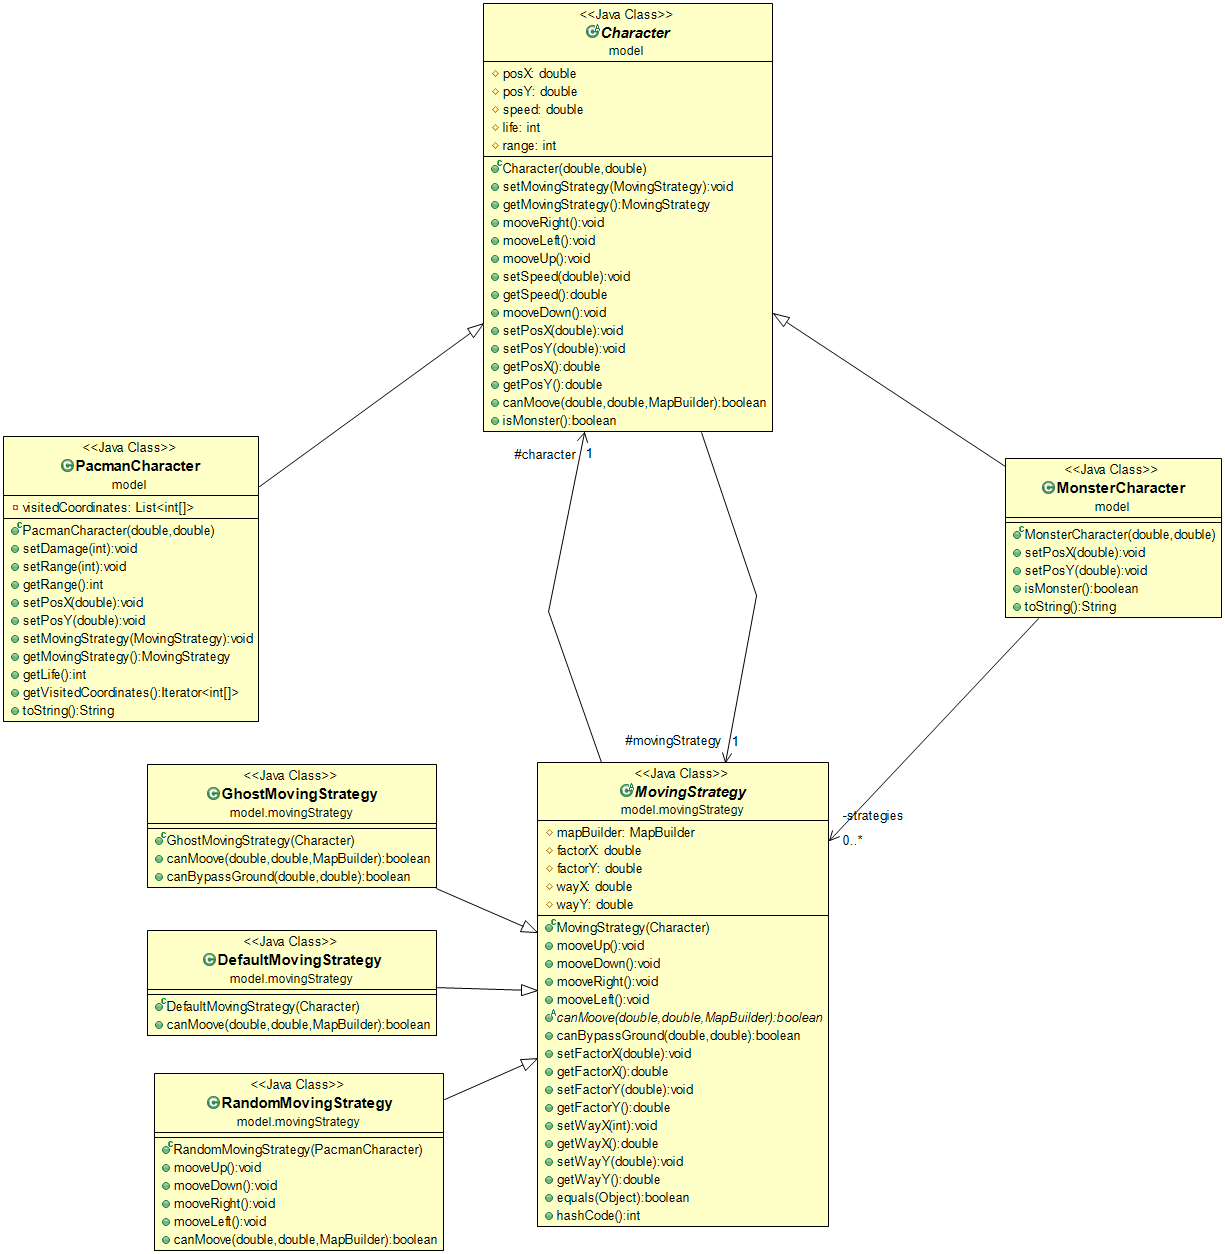 <<Java Class>>
Character
model
posX: double
posY: double
speed: double
life: int
range: int
Character(double,double)
setMovingStrategy(MovingStrategy):void
getMovingStrategy():MovingStrategy
mooveRight():void
mooveLeft():void
mooveUp():void
setSpeed(double):void
getSpeed():double
mooveDown():void
setPosX(double):void
setPosY(double):void
getPosX():double
getPosY():double
canMoove(double,double,MapBuilder):boolean
isMonster():boolean
<<Java Class>>
PacmanCharacter
model
visitedCoordinates: List<int[]>
PacmanCharacter(double,double)
setDamage(int):void
setRange(int):void
getRange():int
setPosX(double):void
setPosY(double):void
setMovingStrategy(MovingStrategy):void
getMovingStrategy():MovingStrategy
getLife():int
getVisitedCoordinates():Iterator<int[]>
toString():String
#character 1
<<Java Class>>
MonsterCharacter
model
MonsterCharacter(double,double)
setPosX(double):void
setPosY(double):void
isMonster():boolean
toString():String
#movingStrategy 1
-strategies
0..*
<<Java Class>>
GhostMovingStrategy
model.movingStrategy
GhostMovingStrategy(Character)
canMoove(double,double,MapBuilder):boolean
canBypassGround(double,double):boolean
<<Java Class>>
DefaultMovingStrategy
model.movingStrategy
DefaultMovingStrategy(Character)
canMoove(double,double,MapBuilder):boolean
<<Java Class>>
RandomMovingStrategy
model.movingStrategy
RandomMovingStrategy(PacmanCharacter)
mooveUp():void
mooveDown():void
mooveRight():void
mooveLeft():void
canMoove(double,double,MapBuilder):boolean
<<Java Class>>
MovingStrategy
model.movingStrategy
mapBuilder: MapBuilder
factorX: double
factorY: double
wayX: double
wayY: double
MovingStrategy(Character)
mooveUp():void
mooveDown():void
mooveRight():void
mooveLeft():void
canMoove(double,double,MapBuilder):boolean
canBypassGround(double,double):boolean
setFactorX(double):void
getFactorX():double
setFactorY(double):void
getFactorY():double
setWayX(int):void
getWayX():double
setWayY(double):void
getWayY():double
equals(Object):boolean
hashCode():int